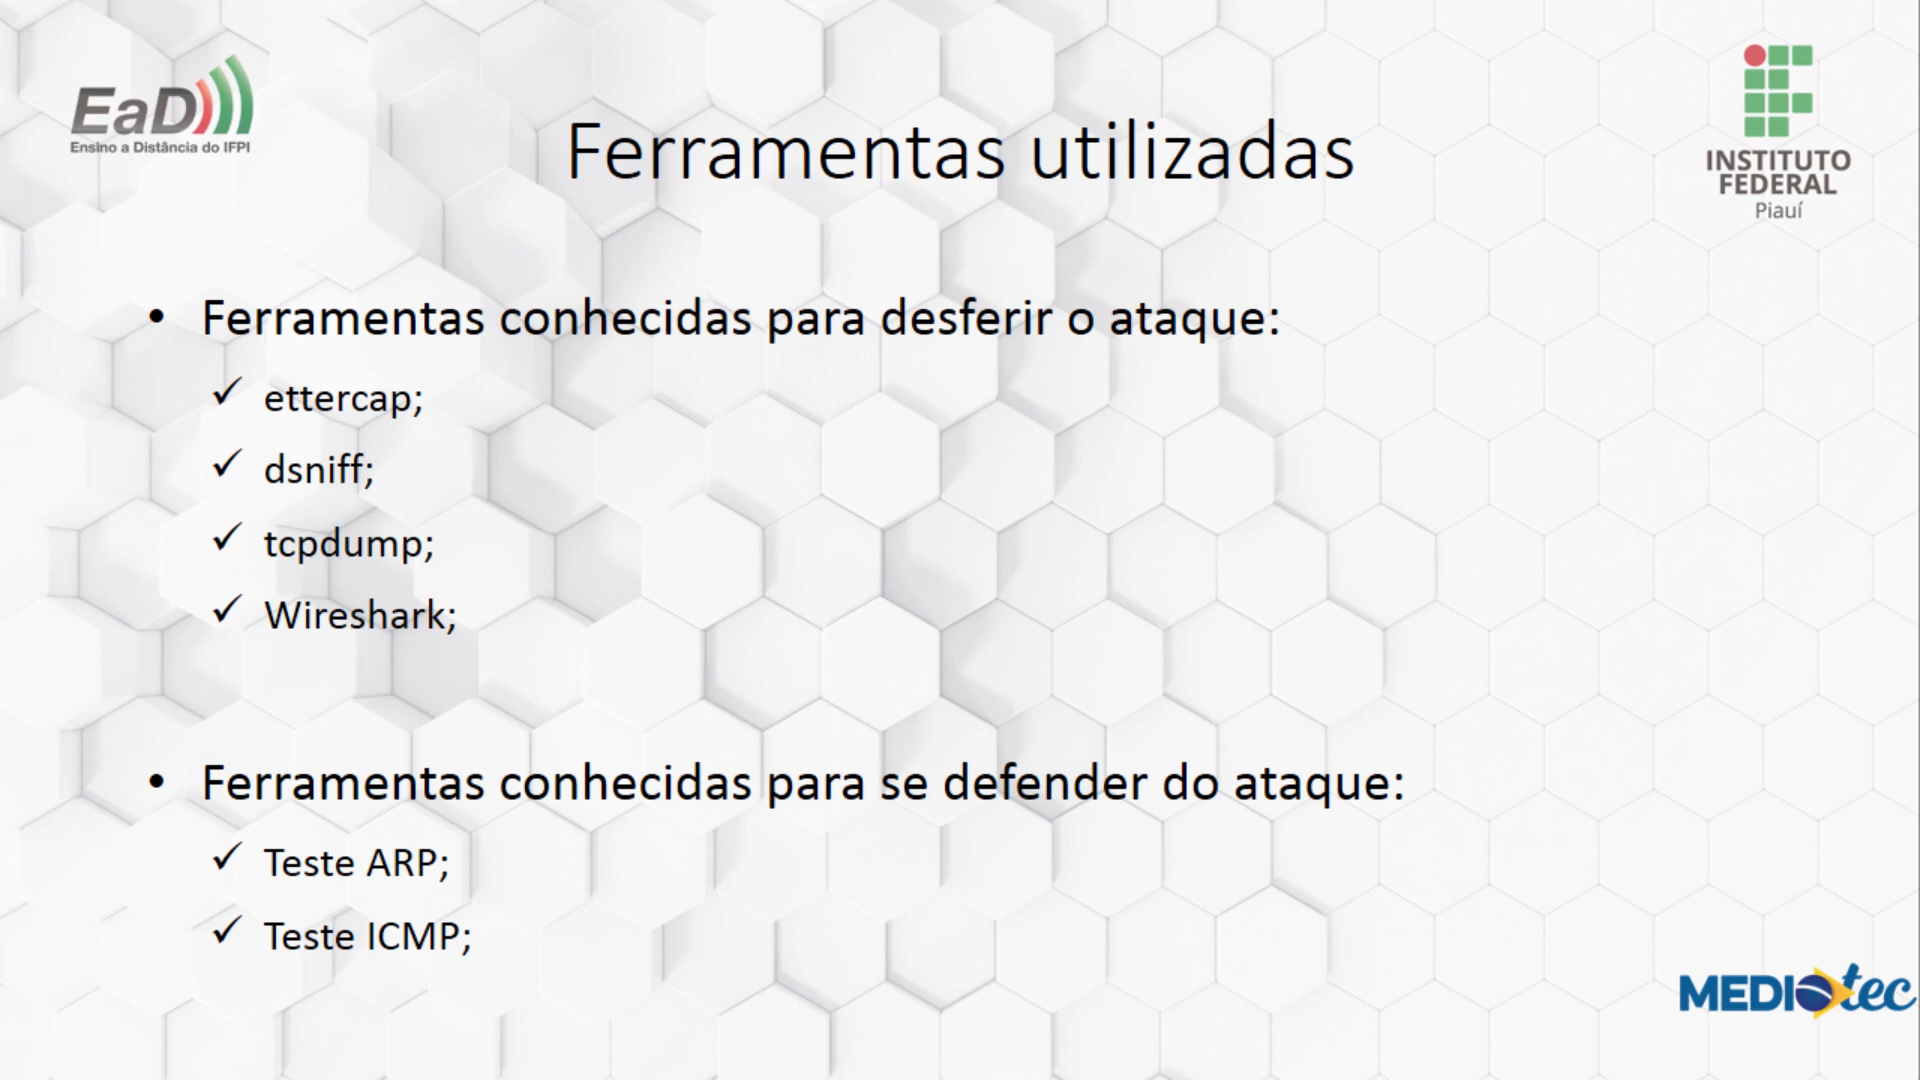 EaD
Ensino a Distância do IFPI
INSTITUTO
FEDERAL
Piauí
Ferramentas utilizadas
• Ferramentas conhecidas para desferir o ataque:
✓ ettercap;
✓ dsniff;
✓ tcpdump;
✓ Wireshark;
• Ferramentas conhecidas para se defender do ataque:
✓ Teste ARP;
✓ Teste ICMP;
MEDIOtec